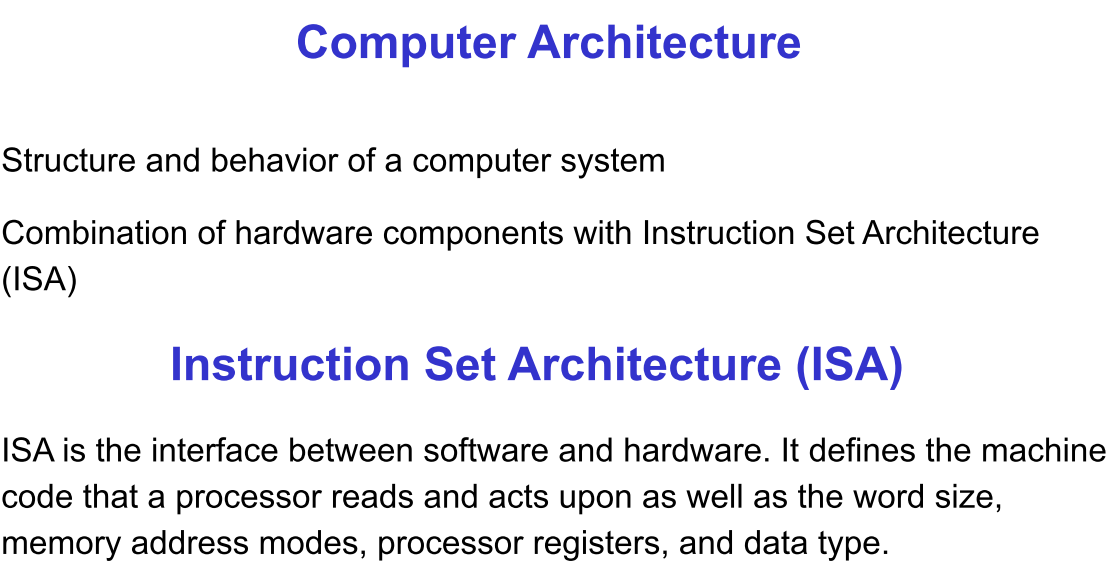 Computer Architecture
Structure and behavior of a computer system
Combination of hardware components with Instruction Set Architecture
(ISA)
Instruction Set Architecture (ISA)
ISA is the interface between software and hardware. It defines the machine
code that a processor reads and acts upon as well as the word size,
memory address modes, processor registers, and data type.